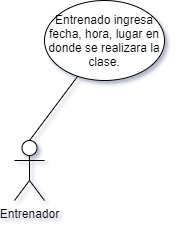 Entrenado ingresa
fecha, hora, lugar en
donde se realizara la
clase.
Entrenador